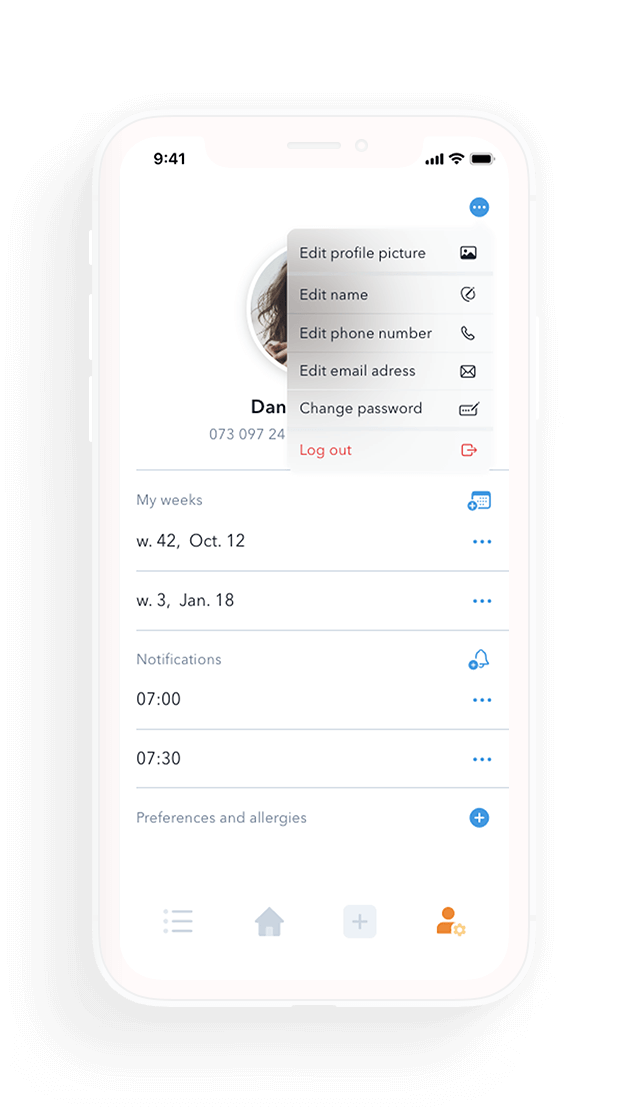 9:41
Edit profile picture
Edit name
Edit phone number
Edit email adress
Change password
Dan
073 097 24
Log out
My weeks
w. 42, Oct. 12
w. 3, Jan. 18
Notifications
07:00
07:30
Preferences and allergies